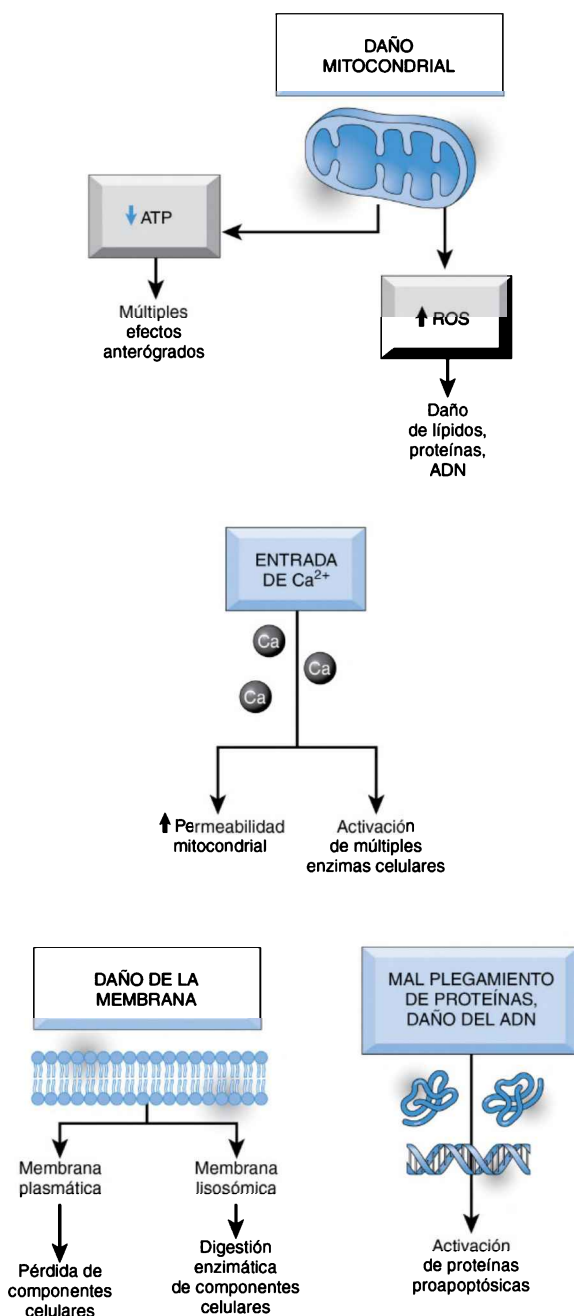 DAÑO
MITOCONDRIAL
ATP
Múltiples
efectos
anterógrados
ROS
Daño
de lípidos,
proteínas,
ADN
ENTRADA
DE Ca²⁺
Ca
Ca
Ca
Permeabilidad
mitocondrial
Activación
de múltiples
enzimas celulares
DAÑO DE LA
MEMBRANA
Membrana
plasmática
Membrana
lisosómica
Pérdida de
componentes
celulares
Digestión
enzimática
de componentes
celulares
MAL PLEGAMIENTO
DE PROTEÍNAS,
DAÑO DEL ADN
Activación
de proteínas
proapoptósicas